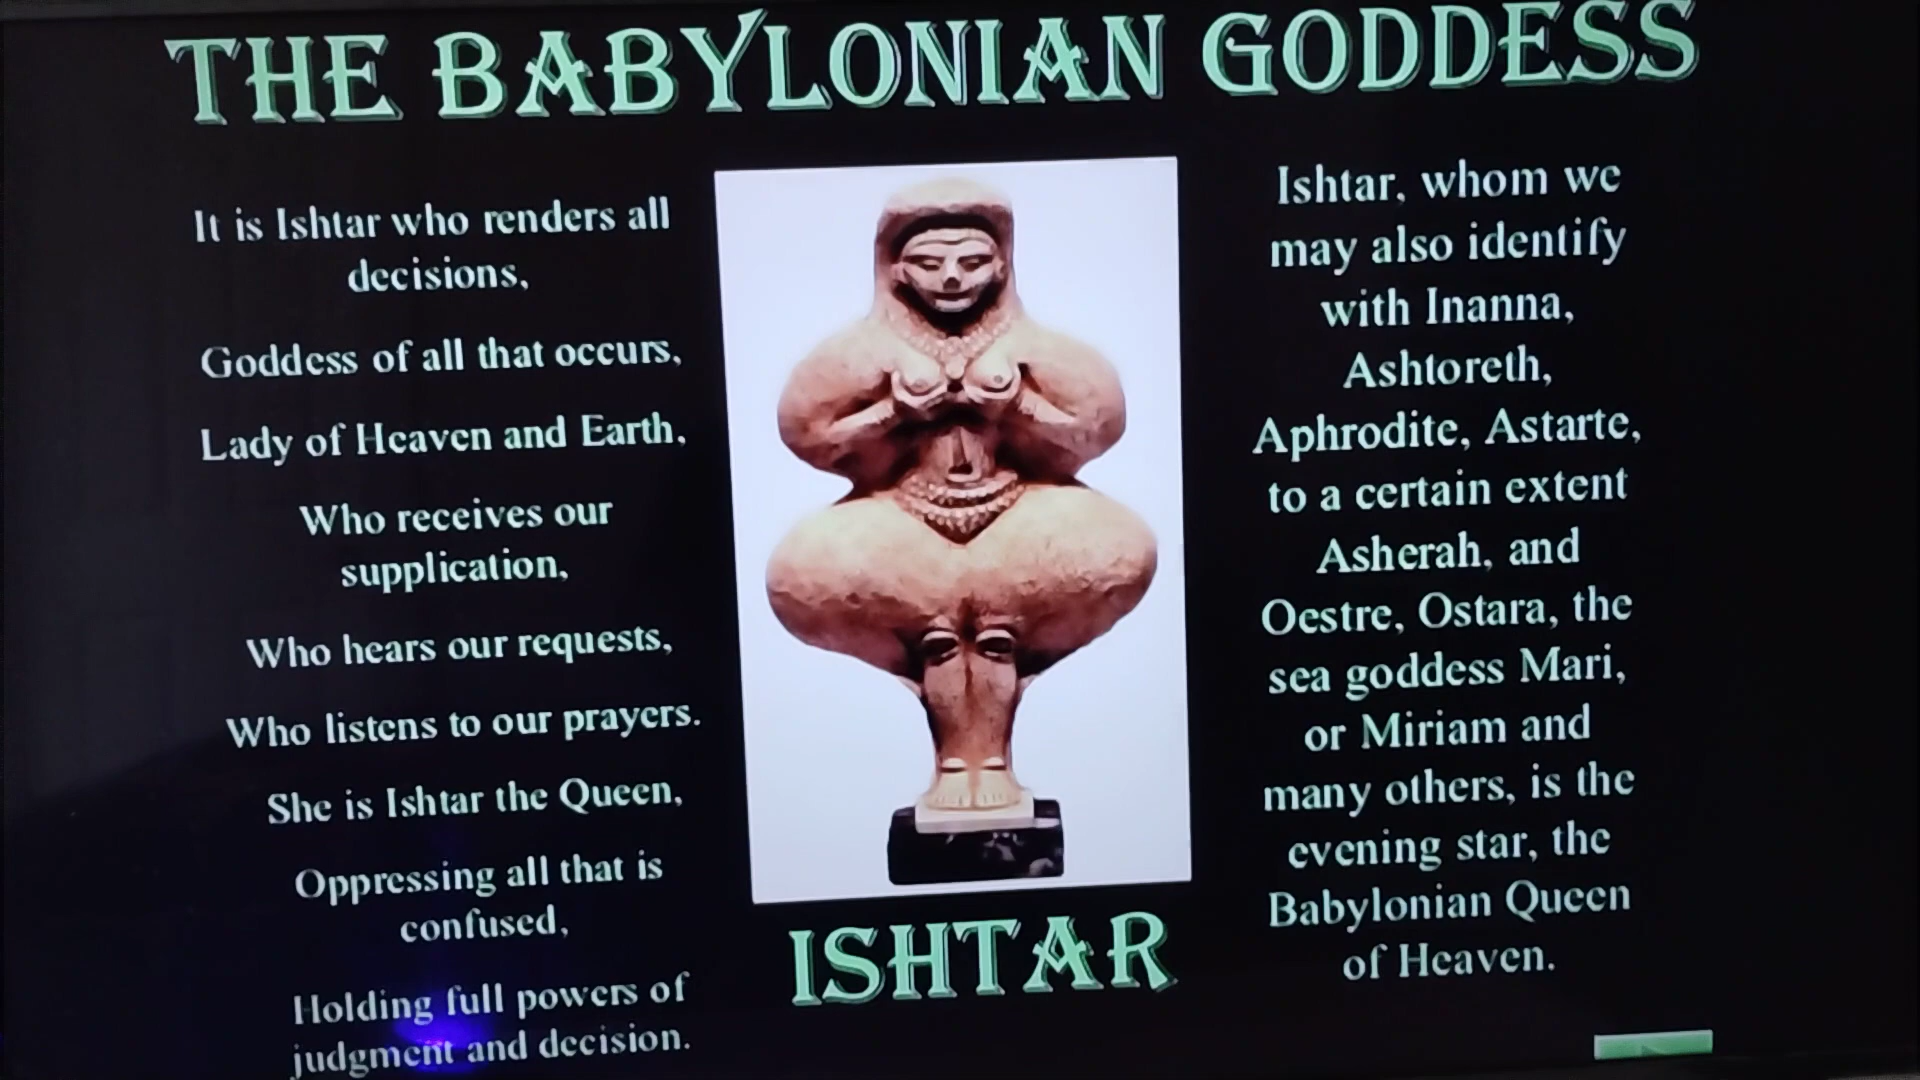 THE BABYLONIAN GODDESS
It is Ishtar who renders all
decisions,
Goddess of all that occurs,
Lady of Heaven and Earth,
Who receives our
supplication,
Who hears our requests,
Who listens to our prayers.
She is Ishtar the Queen,
Oppressing all that is
confused,
Holding full powers of
judgment and decision.
ISHTAR
Ishtar, whom we
may also identify
with Inanna,
Ashtoreth,
Aphrodite, Astarte,
to a certain extent
Asherah, and
Oestre, Ostara, the
sea goddess Mari,
or Miriam and
many others, is the
evening star, the
Babylonian Queen
of Heaven.